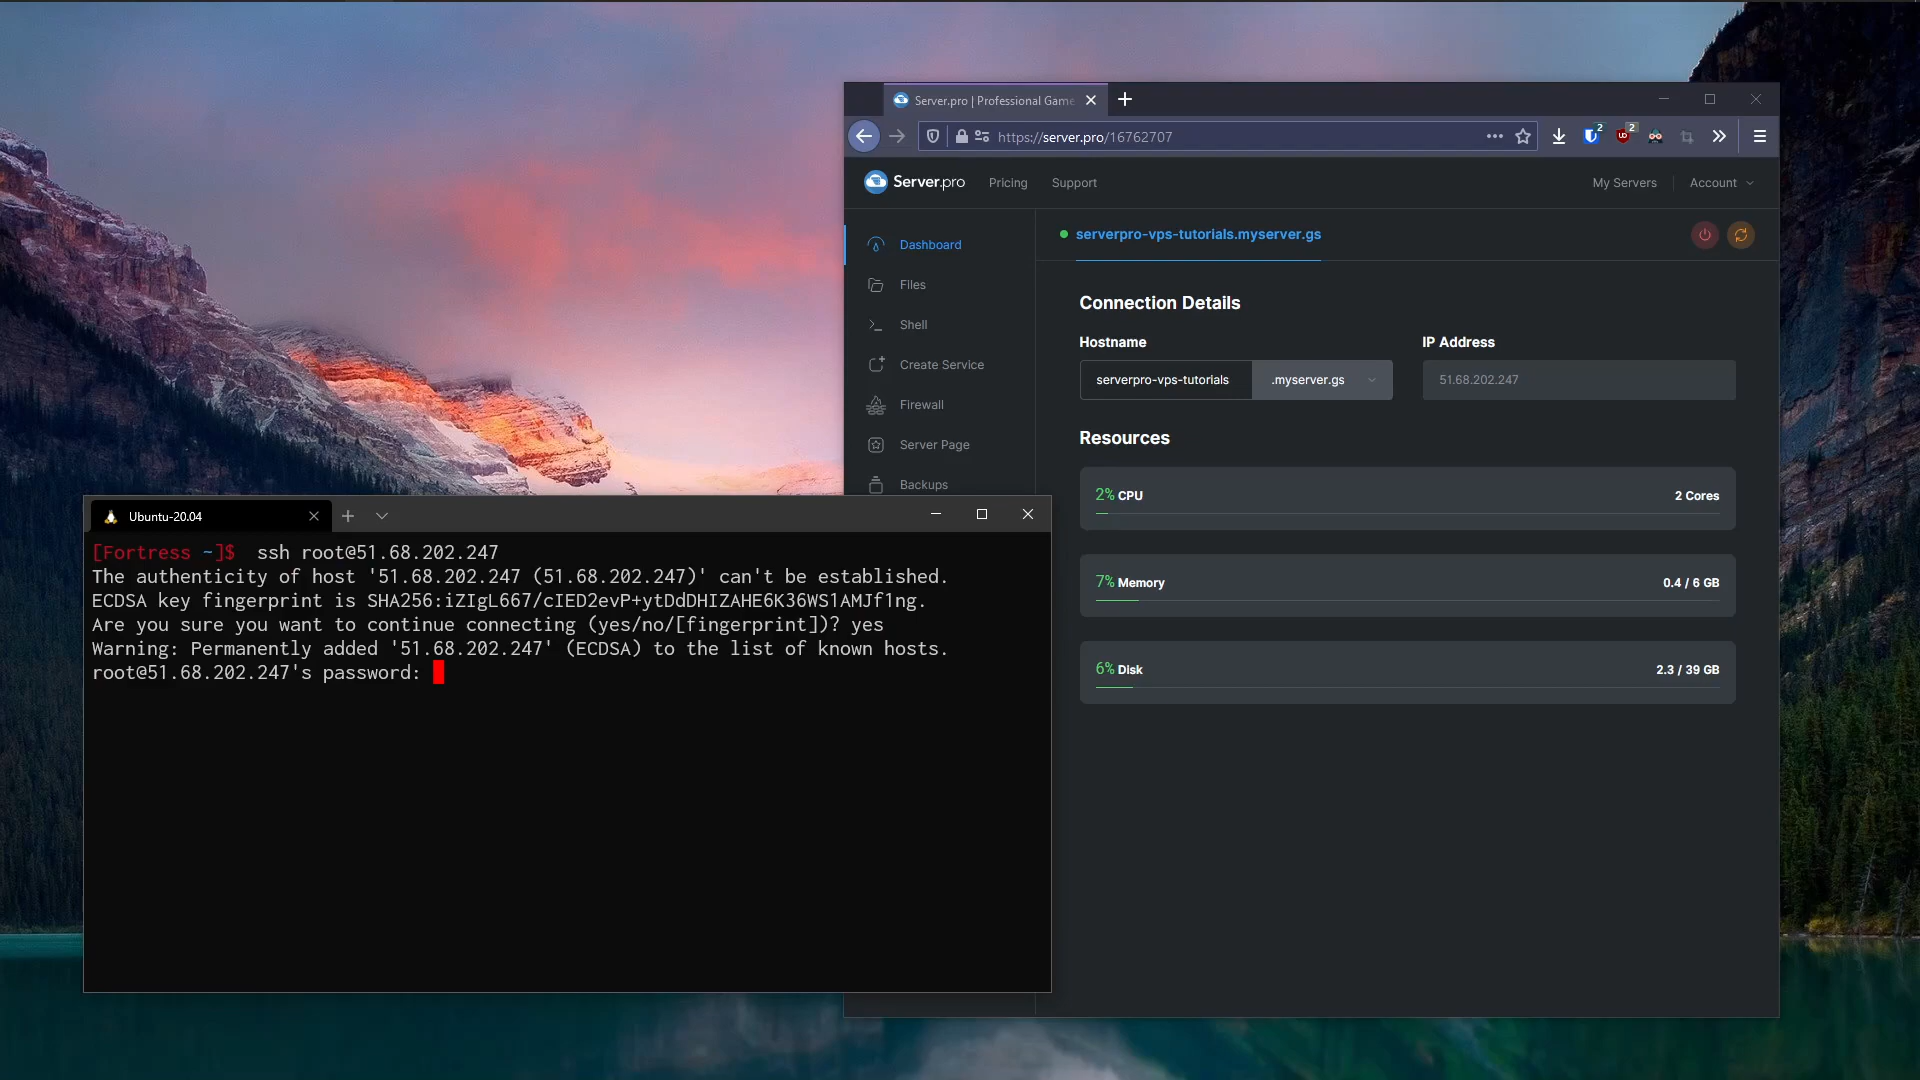 Server.pro | Professional Game
https://server.pro/16762707
2
2
Server.pro
Pricing
Support
My Servers
Account
Dashboard
Files
Shell
Create Service
Firewall
Server Page
Backups
serverpro-vps-tutorials.myserver.gs
Connection Details
Hostname
IP Address
serverpro-vps-tutorials
.myserver.gs
51.68.202.247
Resources
2% CPU
2 Cores
7% Memory
0.4 / 6 GB
6% Disk
2.3 / 39 GB
Ubuntu-20.04
[Fortress ~]$ ssh root@51.68.202.247
The authenticity of host '51.68.202.247 (51.68.202.247)' can't be established.
ECDSA key fingerprint is SHA256:iZIgL667/cIED2evP+ytDdDHIZAHE6K36WS1AMJf1ng.
Are you sure you want to continue connecting (yes/no/[fingerprint])? yes
Warning: Permanently added '51.68.202.247' (ECDSA) to the list of known hosts.
root@51.68.202.247's password: